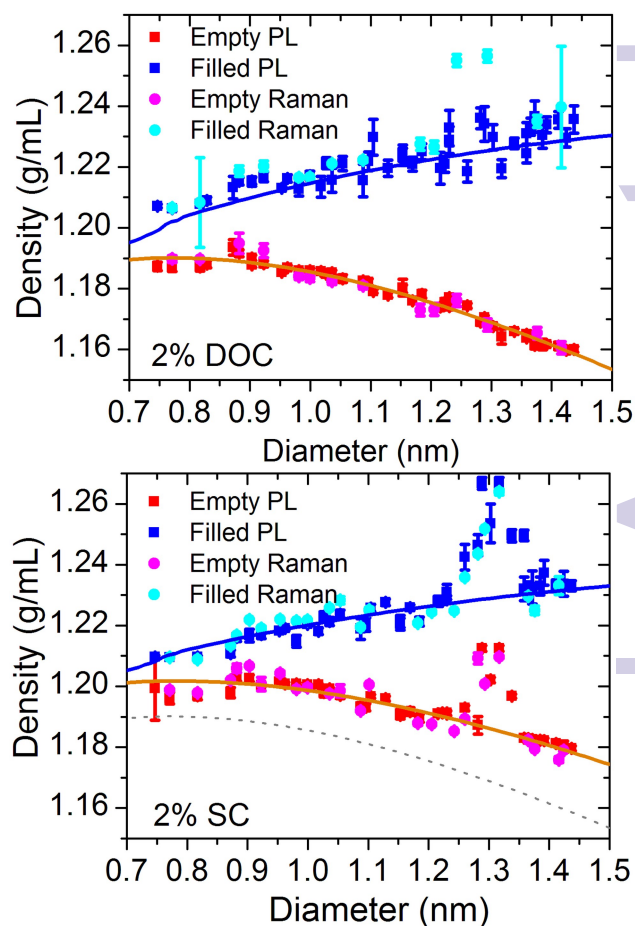 Density (g/mL)
1.26
1.24
1.22
1.20
1.18
1.16
Empty PL
Filled PL
Empty Raman
Filled Raman
2% DOC
0.7 0.8 0.9 1.0 1.1 1.2 1.3 1.4 1.5
Diameter (nm)
Density (g/mL)
1.26
1.24
1.22
1.20
1.18
1.16
Empty PL
Filled PL
Empty Raman
Filled Raman
2% SC
0.7 0.8 0.9 1.0 1.1 1.2 1.3 1.4 1.5
Diameter (nm)